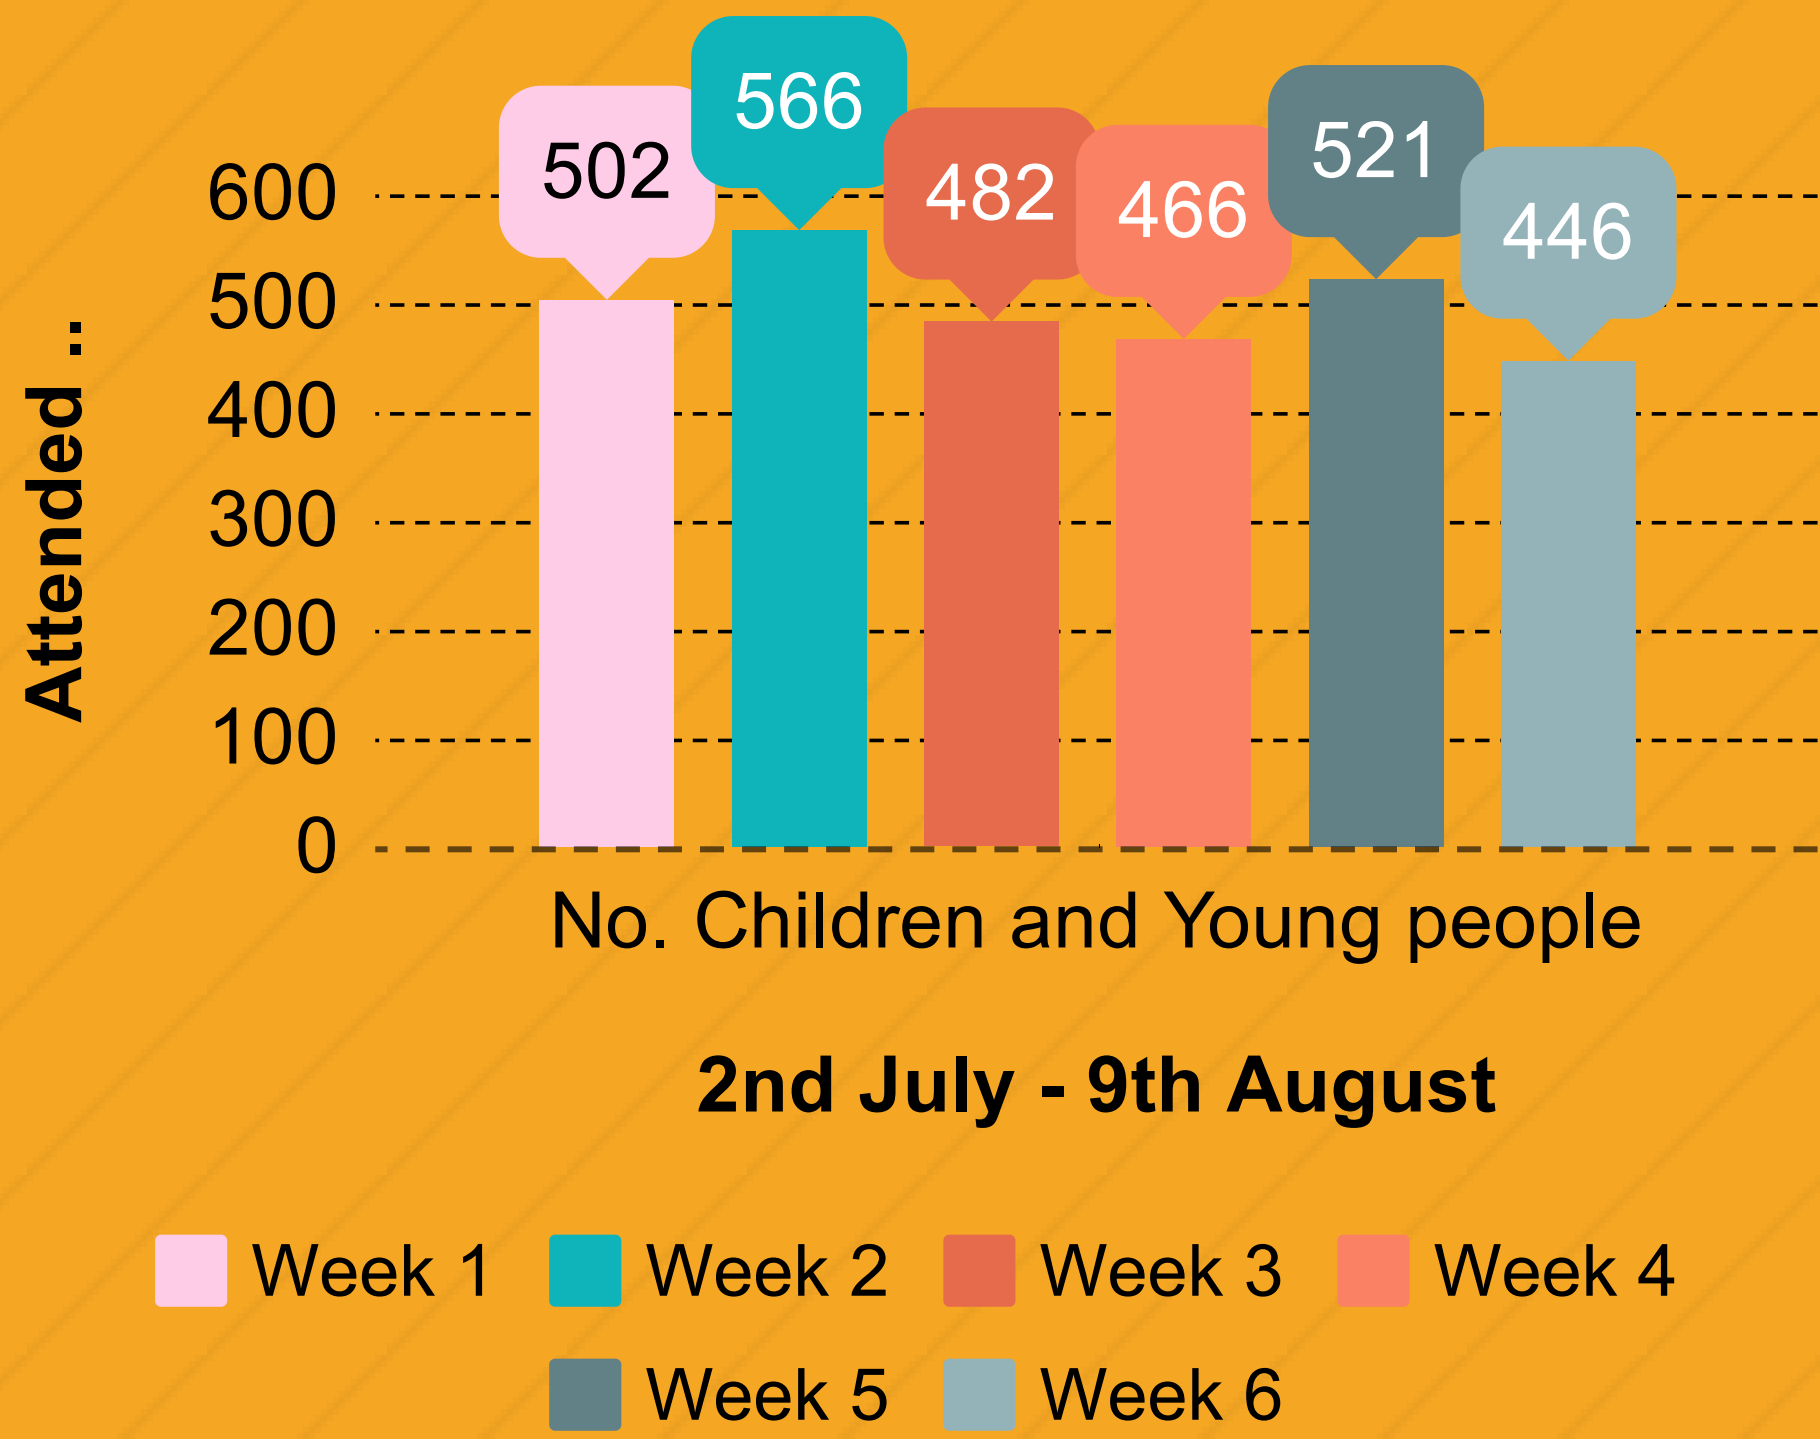 502
566
482
466
521
446
600
500
400
300
200
100
0
Attended ..
No. Children and Young people
2nd July - 9th August
Week 1
Week 2
Week 3
Week 4
Week 5
Week 6